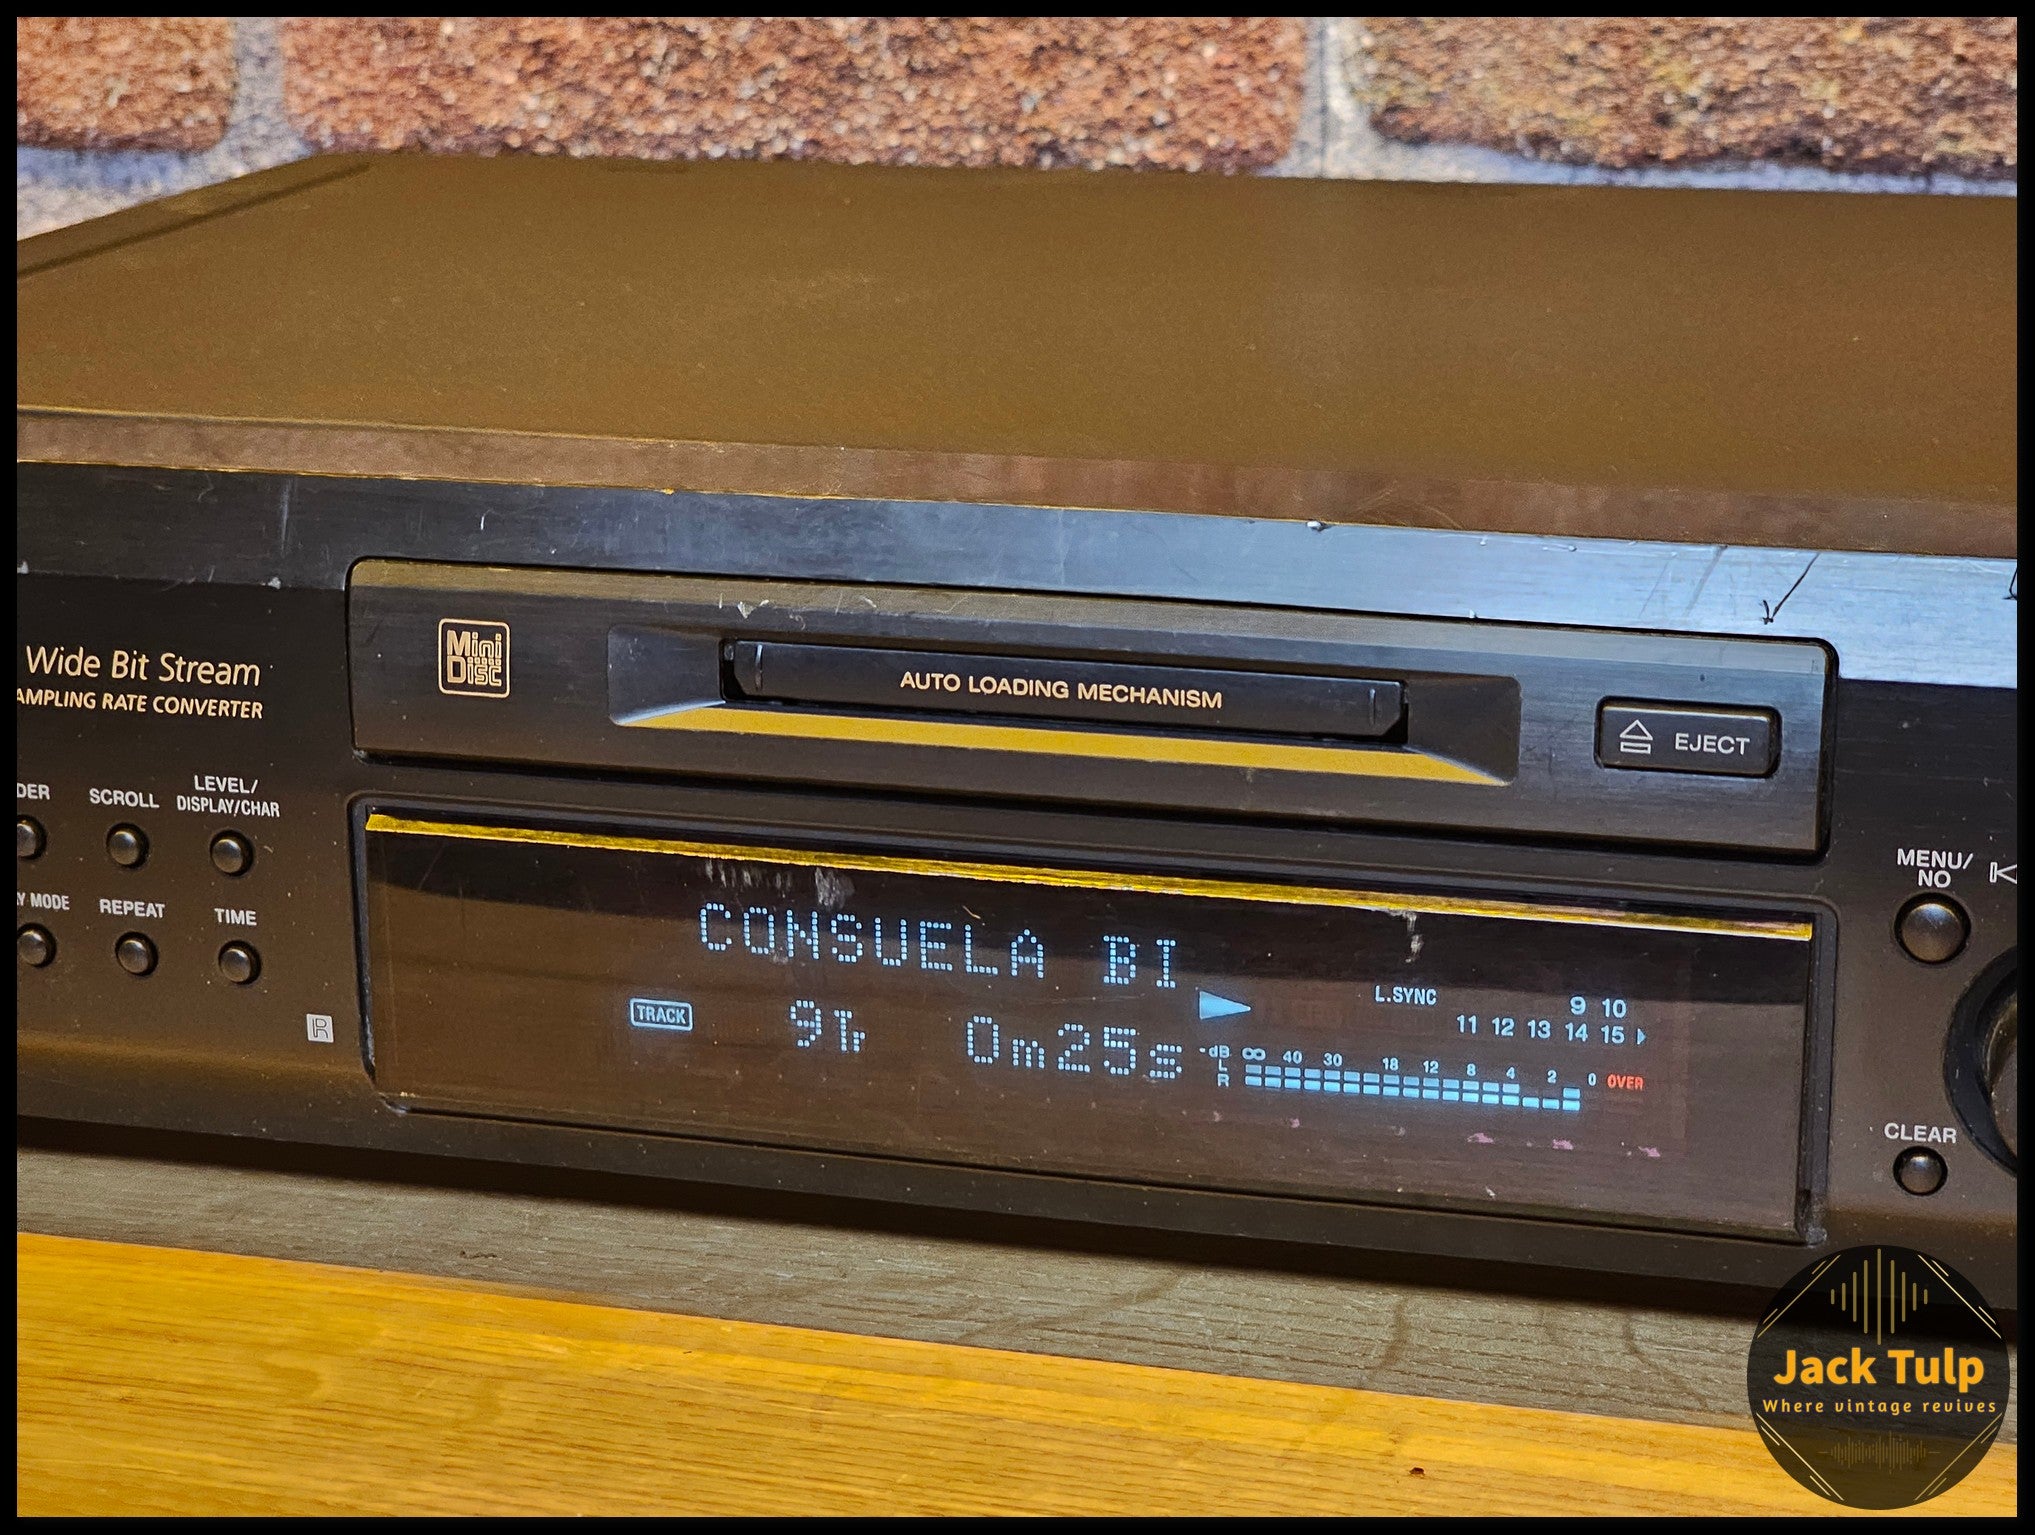 Wide Bit Stream
AMPLING RATE CONVERTER
Mini
Disc
AUTO LOADING MECHANISM
EJECT
DER
SCROLL
LEVEL/
DISPLAY/CHAR
Y MODE
REPEAT
TIME
R
CONSUELA BI
TRACK
9Tr 0m25s
L.SYNC
9 10
11 12 13 14 15
-dB ∞ 40 30 18 12 8 4 2 0 OVER
L
R
MENU/
NO
CLEAR
Jack Tulp
Where vintage revives